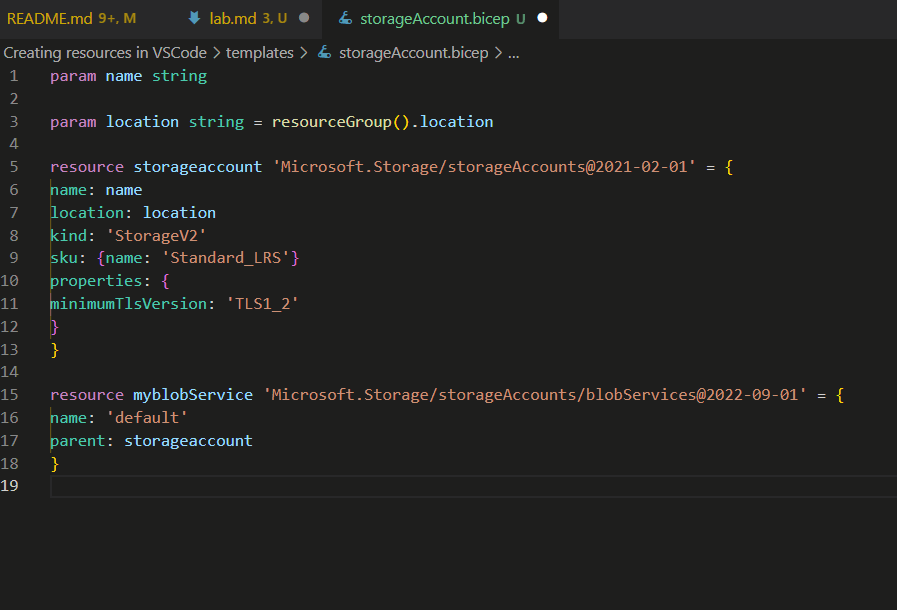 README.md 9+, M lab.md 3, U storageAccount.bicep U
Creating resources in VSCode > templates > storageAccount.bicep > ...
1 param name string
2
3 param location string = resourceGroup().location
4
5 resource storageaccount 'Microsoft.Storage/storageAccounts@2021-02-01' = {
6 name: name
7 location: location
8 kind: 'StorageV2'
9 sku: {name: 'Standard_LRS'}
10 properties: {
11 minimumTlsVersion: 'TLS1_2'
12 }
13 }
14
15 resource myblobService 'Microsoft.Storage/storageAccounts/blobServices@2022-09-01' = {
16 name: 'default'
17 parent: storageaccount
18 }
19